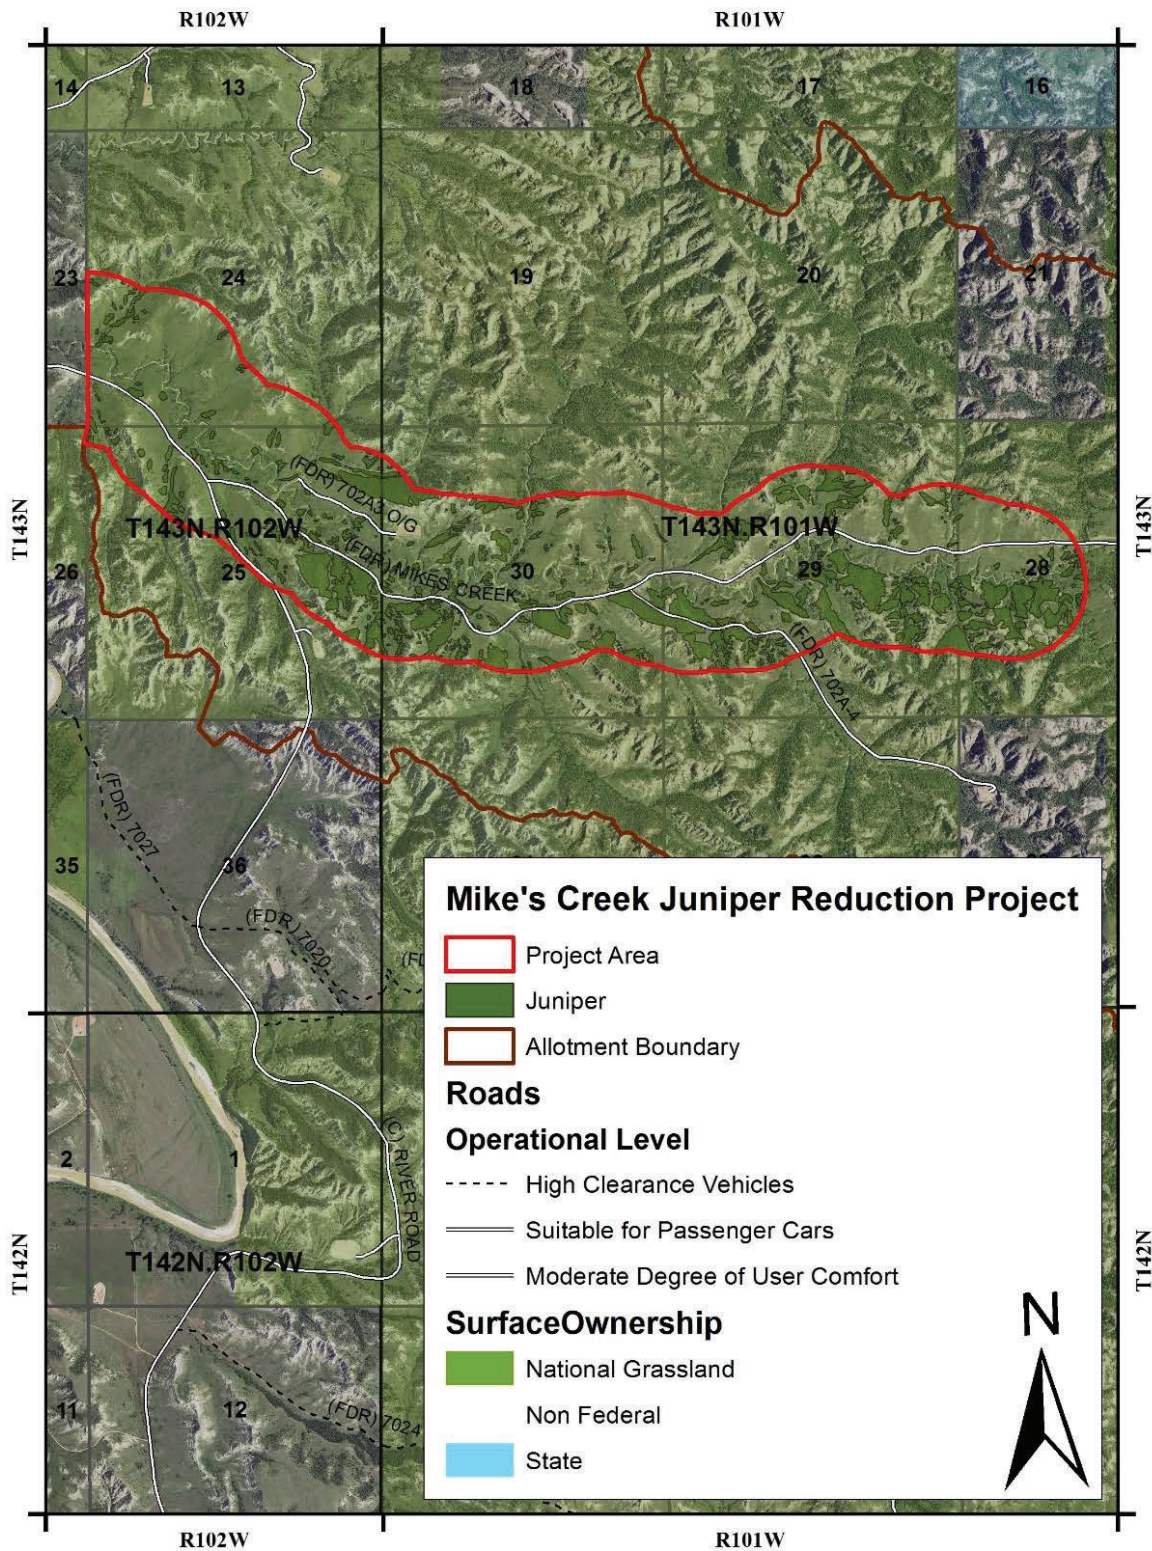 R102W
R101W
14
13
18
17
16
23
24
19
20
21
(FDR) 702A3 O/G
T143N
T143N.R102W
T143N.R101W
T143N
26
25
(FDR) MIKES CREEK
30
29
28
(FDR) 702A-4
(FDR) 7027
35
36
(FDR) 7020
Mike's Creek Juniper Reduction Project
Project Area
Juniper
Allotment Boundary
Roads
Operational Level
High Clearance Vehicles
Suitable for Passenger Cars
Moderate Degree of User Comfort
SurfaceOwnership
National Grassland
Non Federal
State
N
(C) RIVER ROAD
2
1
T142N
T142N.R102W
T142N
11
12
(FDR) 7024
R102W
R101W